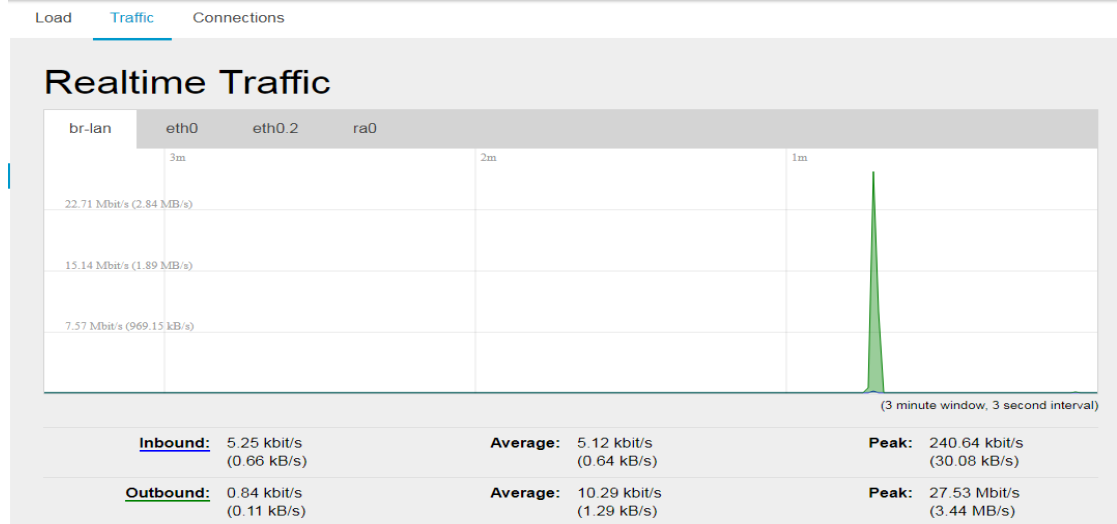 Load Traffic Connections
Realtime Traffic
br-lan eth0 eth0.2 ra0
3m 2m 1m
22.71 Mbit/s (2.84 MB/s)
15.14 Mbit/s (1.89 MB/s)
7.57 Mbit/s (969.15 kB/s)
(3 minute window, 3 second interval)
Inbound: 5.25 kbit/s Average: 5.12 kbit/s Peak: 240.64 kbit/s
(0.66 kB/s) (0.64 kB/s) (30.08 kB/s)
Outbound: 0.84 kbit/s Average: 10.29 kbit/s Peak: 27.53 Mbit/s
(0.11 kB/s) (1.29 kB/s) (3.44 MB/s)